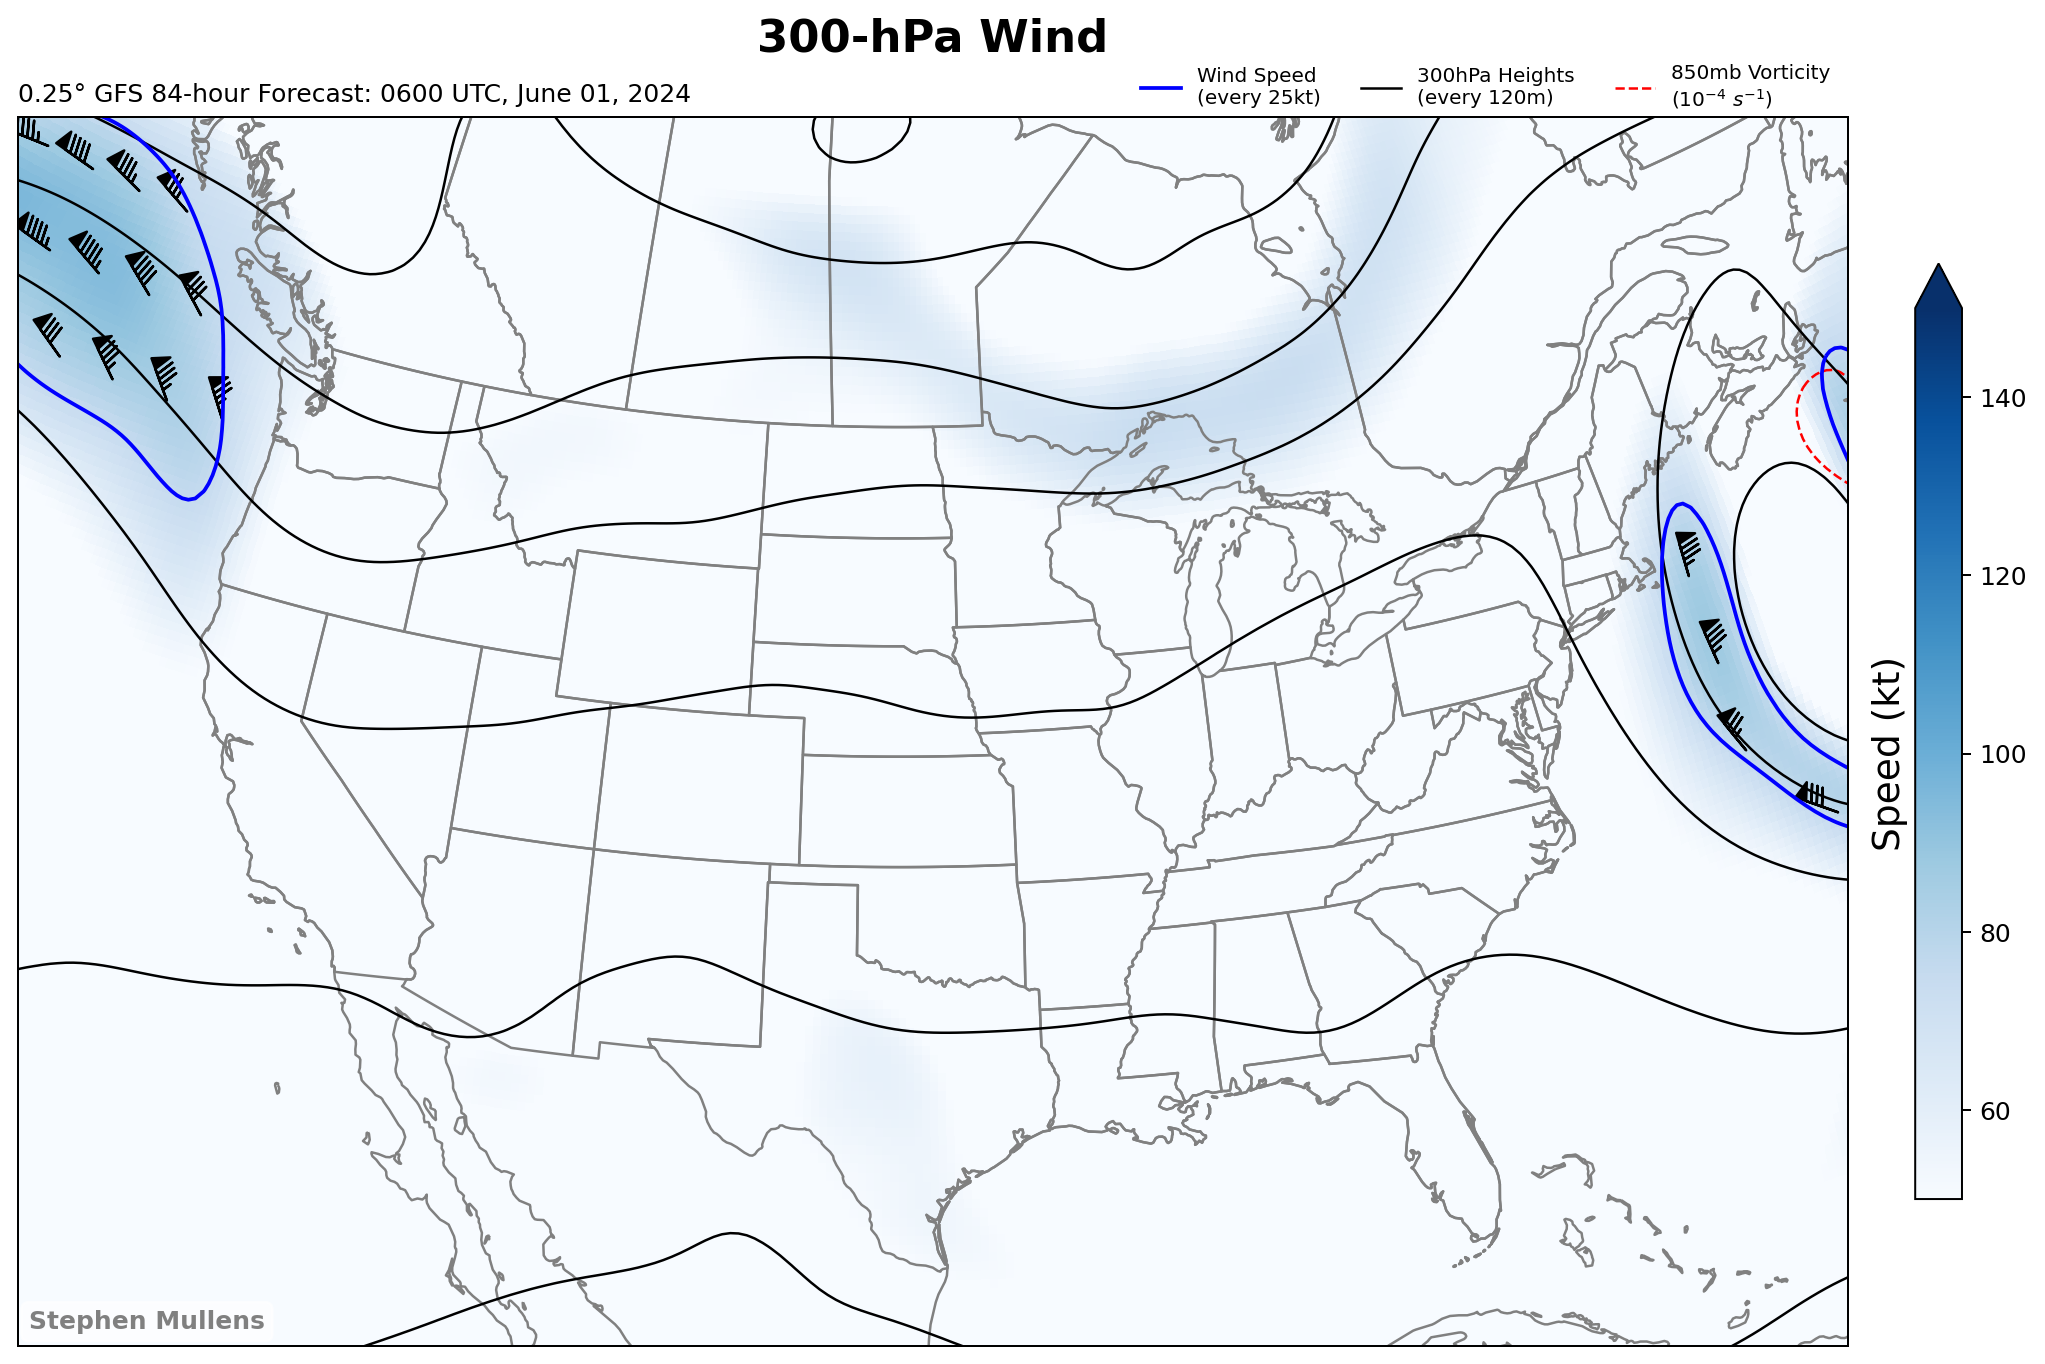 300-hPa Wind
0.25° GFS 84-hour Forecast: 0600 UTC, June 01, 2024
Wind Speed
(every 25kt)
300hPa Heights
(every 120m)
850mb Vorticity
(10⁻⁴ s⁻¹)
140
120
100
80
60
Speed (kt)
Stephen Mullens